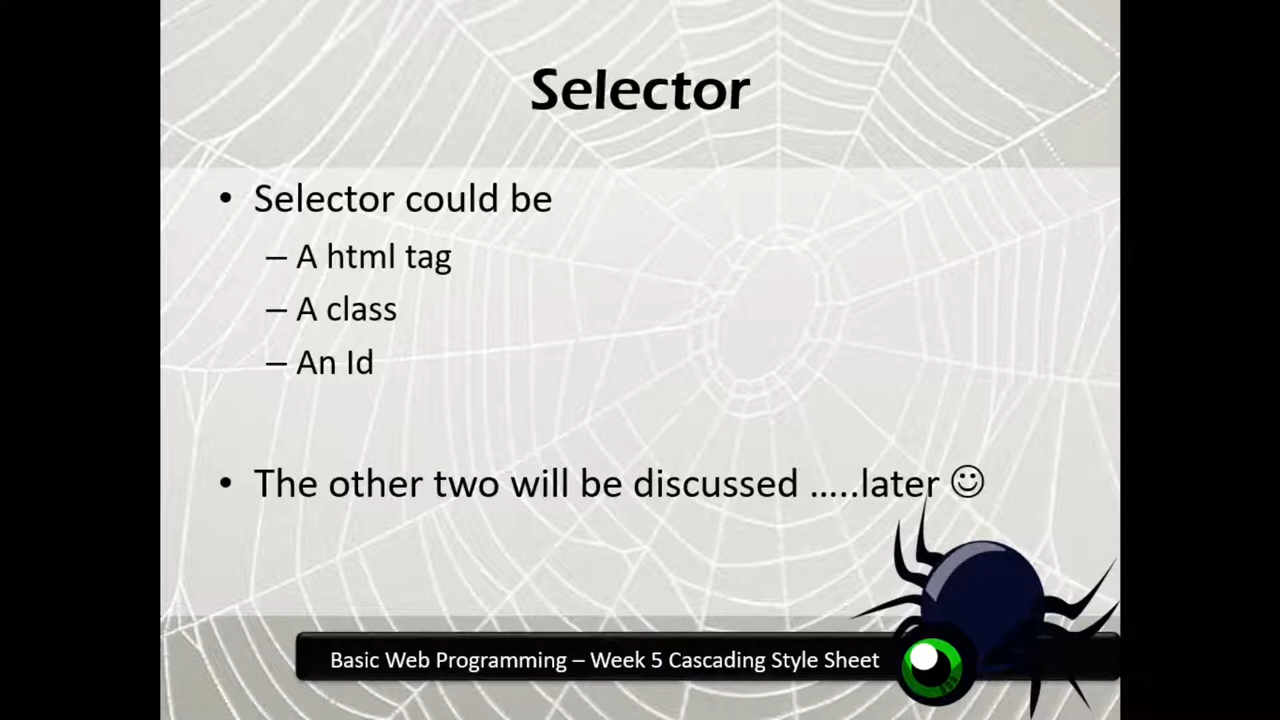 Selector
• Selector could be
– A html tag
– A class
– An Id
• The other two will be discussed …..later ☺
Basic Web Programming – Week 5 Cascading Style Sheet